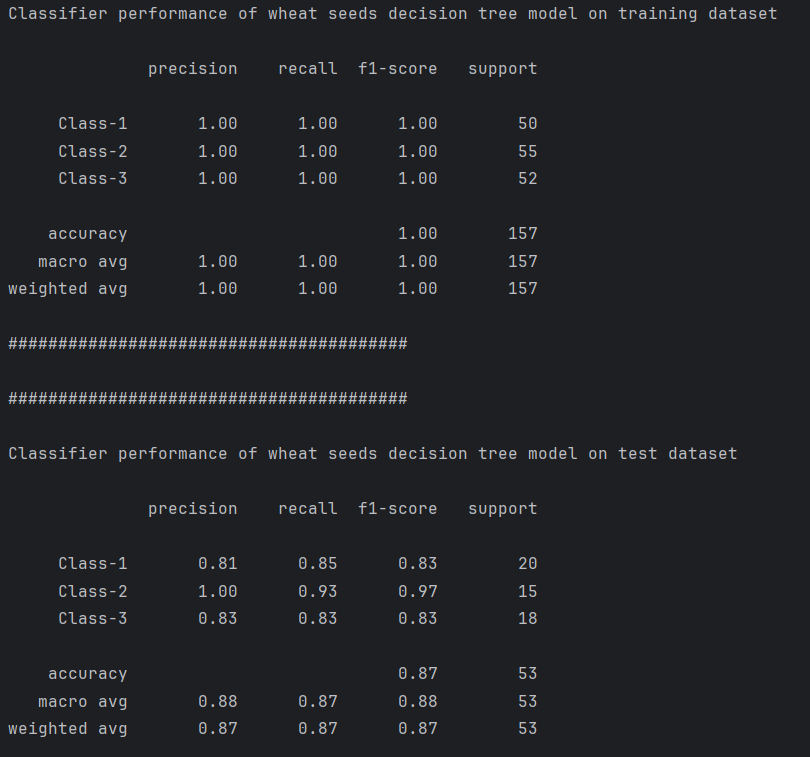 Classifier performance of wheat seeds decision tree model on training dataset
precision recall f1-score support
Class-1 1.00 1.00 1.00 50
Class-2 1.00 1.00 1.00 55
Class-3 1.00 1.00 1.00 52
accuracy 1.00 157
macro avg 1.00 1.00 1.00 157
weighted avg 1.00 1.00 1.00 157
########################################
########################################
Classifier performance of wheat seeds decision tree model on test dataset
precision recall f1-score support
Class-1 0.81 0.85 0.83 20
Class-2 1.00 0.93 0.97 15
Class-3 0.83 0.83 0.83 18
accuracy 0.87 53
macro avg 0.88 0.87 0.88 53
weighted avg 0.87 0.87 0.87 53